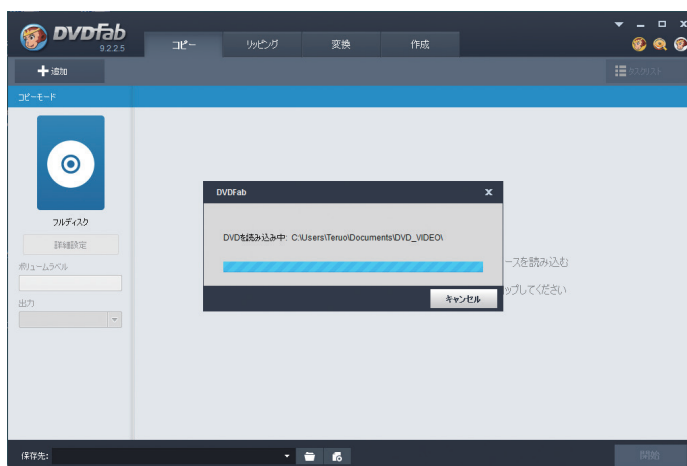 DVDFab
9.2.2.5
コピー
リッピング
変換
作成
追加
タスクリスト
コピーモード
フルディスク
詳細設定
ボリュームラベル
出力
DVDFab
DVDを読み込み中: C:\Users\Teruo\Documents\DVD_VIDEO\
キャンセル
ースを読み込む
ップしてください
保存先:
開始